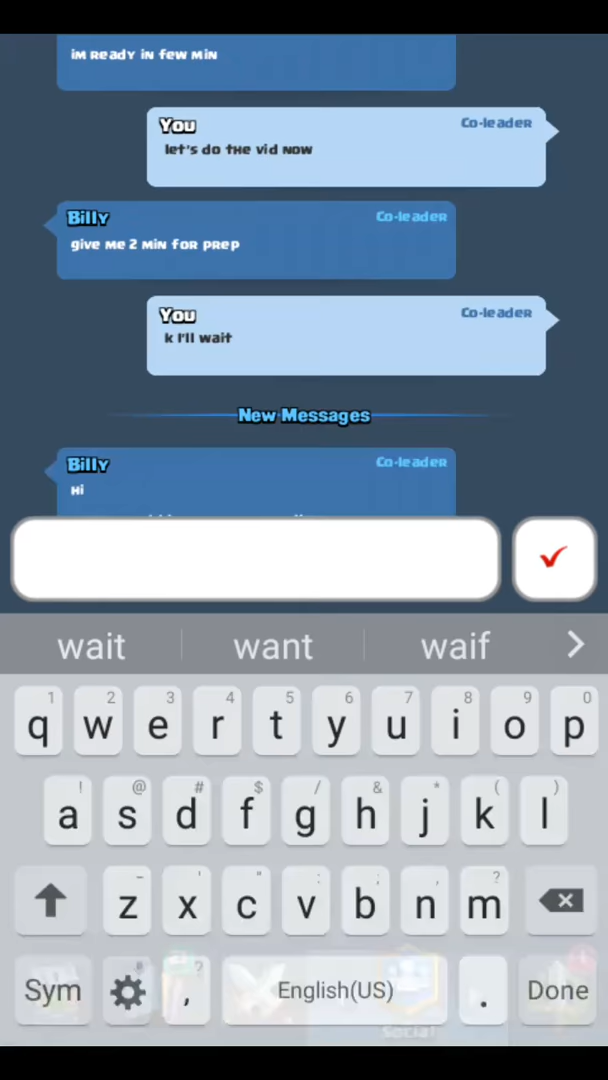 im ready in few min
You Co-leader
let's do the vid now
Billy Co-leader
give me 2 min for prep
You Co-leader
k I'll wait
New Messages
Billy Co-leader
Hi
wait want waif
1 2 3 4 5 6 7 8 9 0
q w e r t y u i o p
! @ # $ / & * ( )
a s d f g h j k l
- ' " : ; , ?
z x c v b n m
Sym , English(US) . Done
Social